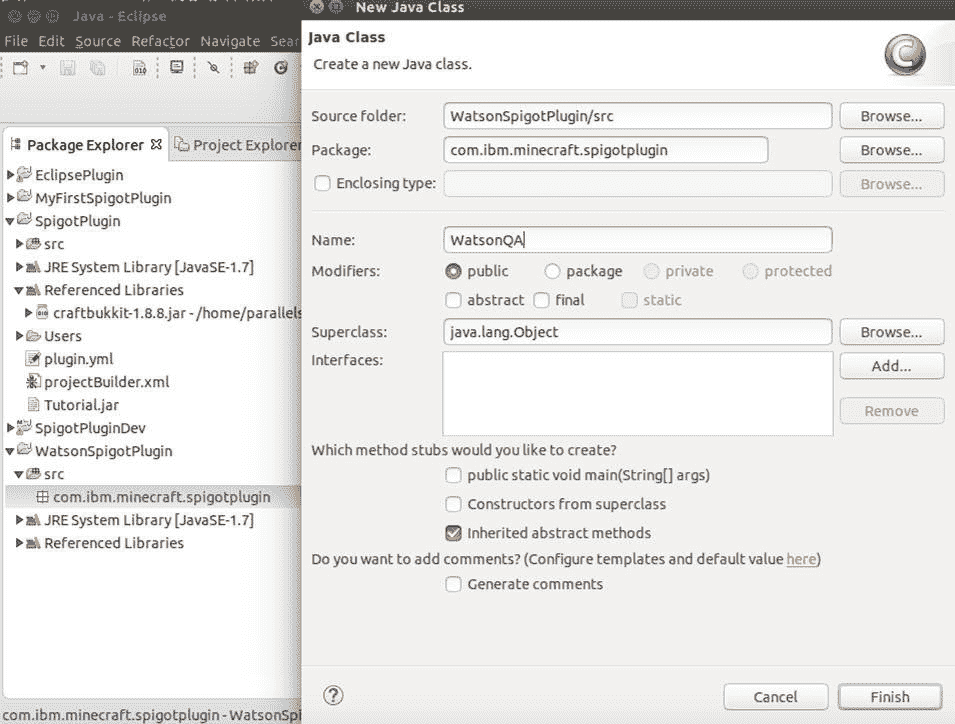 Java - Eclipse
File Edit Source Refactor Navigate Sear
Package Explorer Project Explorer
EclipsePlugin
MyFirstSpigotPlugin
SpigotPlugin
src
JRE System Library [JavaSE-1.7]
Referenced Libraries
craftbukkit-1.8.8.jar - /home/parallels
Users
plugin.yml
projectBuilder.xml
Tutorial.jar
SpigotPluginDev
WatsonSpigotPlugin
src
com.ibm.minecraft.spigotplugin
JRE System Library [JavaSE-1.7]
Referenced Libraries
com.ibm.minecraft.spigotplugin - WatsonSpi
New Java Class
Java Class
Create a new Java class.
Source folder: WatsonSpigotPlugin/src Browse...
Package: com.ibm.minecraft.spigotplugin Browse...
Enclosing type: Browse...
Name: WatsonQA
Modifiers: public package private protected
abstract final static
Superclass: java.lang.Object Browse...
Interfaces: Add...
Remove
Which method stubs would you like to create?
public static void main(String[] args)
Constructors from superclass
Inherited abstract methods
Do you want to add comments? (Configure templates and default value here)
Generate comments
Cancel Finish